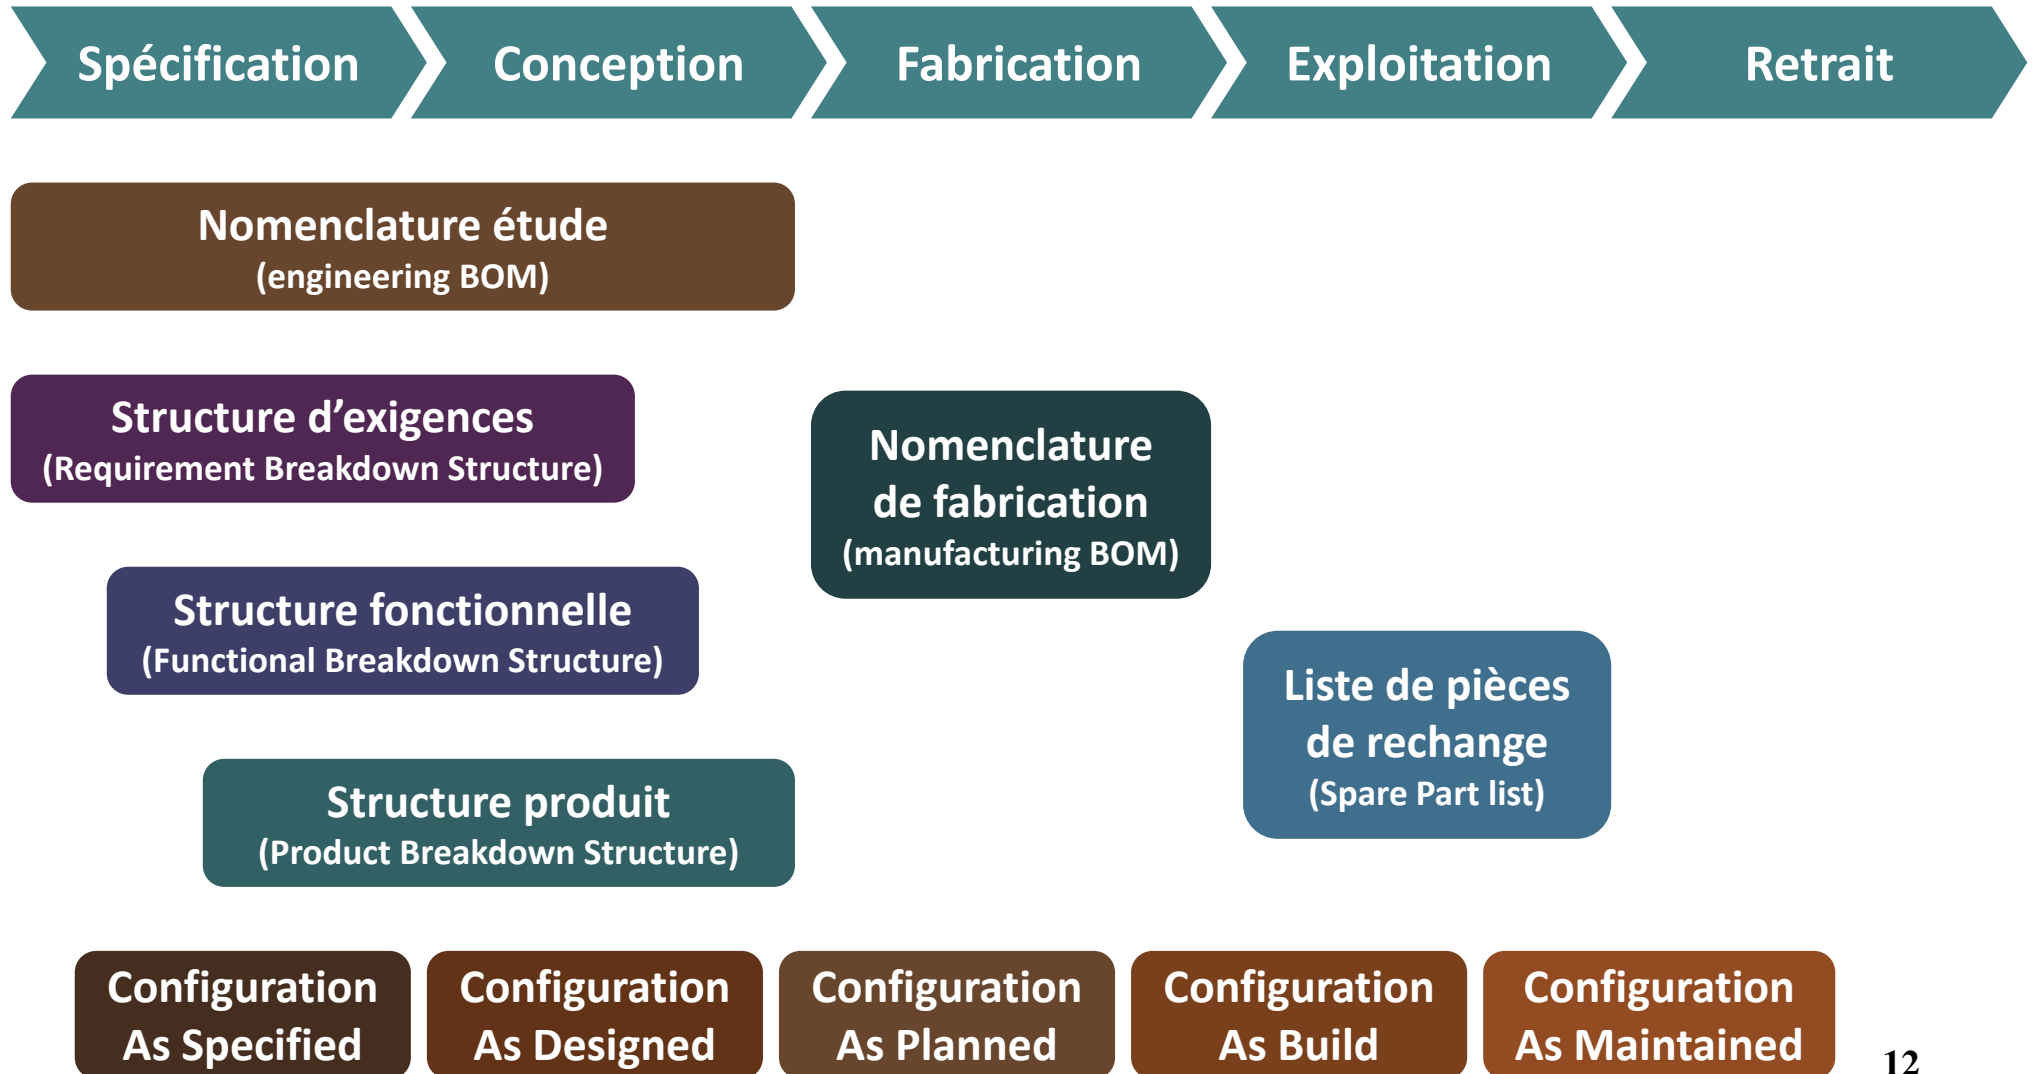 Spécification
Conception
Fabrication
Exploitation
Retrait
Nomenclature étude
(engineering BOM)
Structure d’exigences
(Requirement Breakdown Structure)
Nomenclature
de fabrication
(manufacturing BOM)
Structure fonctionnelle
(Functional Breakdown Structure)
Liste de pièces
de rechange
(Spare Part list)
Structure produit
(Product Breakdown Structure)
Configuration
As Specified
Configuration
As Designed
Configuration
As Planned
Configuration
As Build
Configuration
As Maintained
12